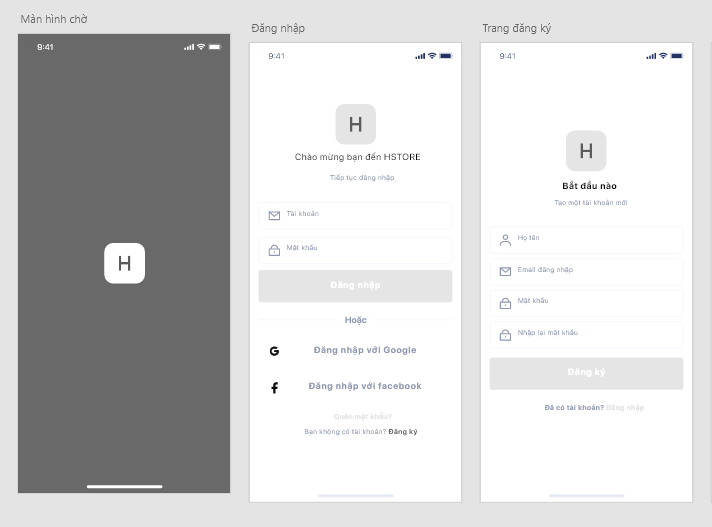 Màn hình chờ
9:41
H
Đăng nhập
9:41
H
Chào mừng bạn đến HSTORE
Tiếp tục đăng nhập
Tài khoản
Mật khẩu
Đăng nhập
Hoặc
G Đăng nhập với Google
f Đăng nhập với facebook
Quên mật khẩu?
Bạn không có tài khoản? Đăng ký
Trang đăng ký
9:41
H
Bắt đầu nào
Tạo một tài khoản mới
Họ tên
Email đăng nhập
Mật khẩu
Nhập lại mật khẩu
Đăng ký
Đã có tài khoản? Đăng nhập